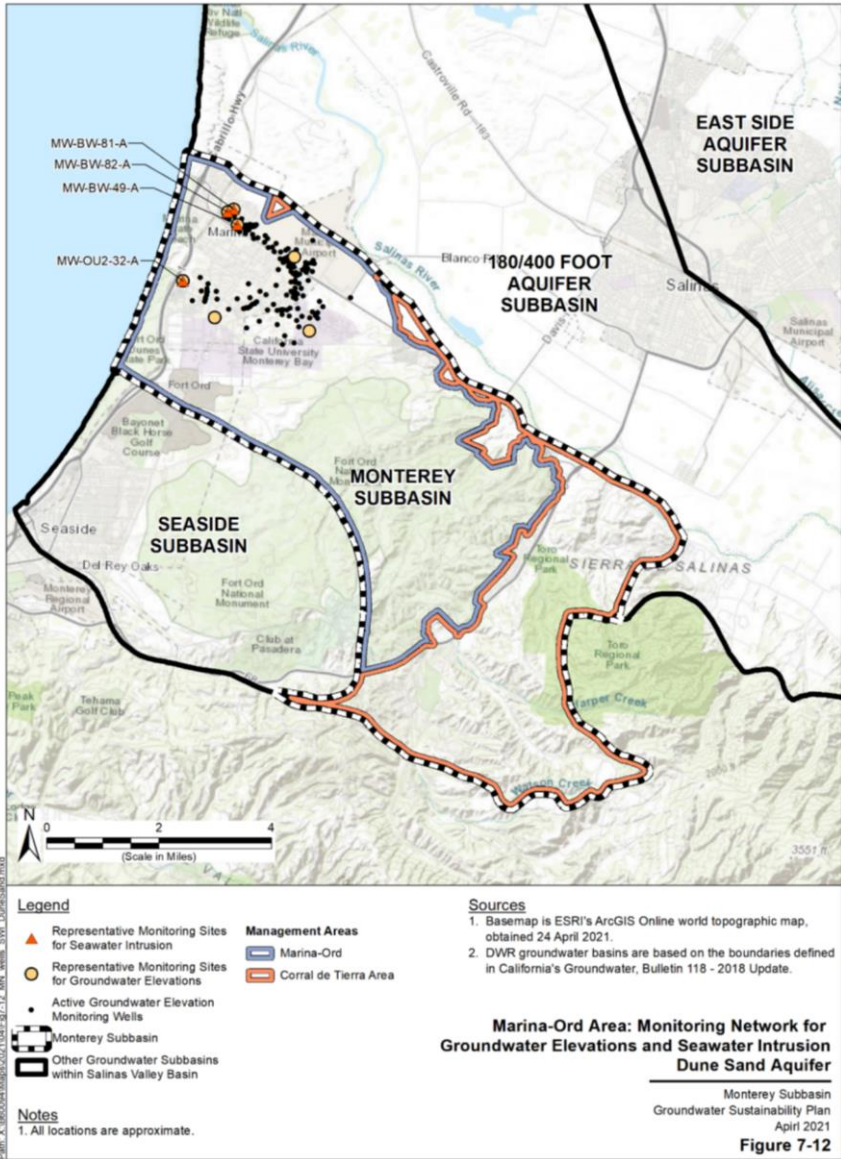 Salinas River
Castroville Rd
EAST SIDE
AQUIFER
SUBBASIN
MW-BW-81-A
MW-BW-82-A
MW-BW-49-A
MW-OU2-32-A
Salinas River
180/400 FOOT
AQUIFER
SUBBASIN
Salinas
Salinas
Municipal
Airport
California
State University
Monterey Bay
Fort Ord
Bayonet
Black Horse
Golf
Course
MONTEREY
SUBBASIN
SEASIDE
SUBBASIN
Seaside
Del Rey Oaks
Monterey
Regional
Airport
Fort Ord
National
Monument
Club at
Pasadera
Toro
Regional
Park
SIERRA SALINAS
Toro
Regional
Park
Harper Creek
Tehama
Golf Club
Peak
Park
Watson Creek
N
0 2 4
(Scale in Miles)
3551 ft
Legend
Representative Monitoring Sites
for Seawater Intrusion
Representative Monitoring Sites
for Groundwater Elevations
Active Groundwater Elevation
Monitoring Wells
Monterey Subbasin
Other Groundwater Subbasins
within Salinas Valley Basin
Management Areas
Marina-Ord
Corral de Tierra Area
Notes
1. All locations are approximate.
Sources
1. Basemap is ESRI's ArcGIS Online world topographic map,
obtained 24 April 2021.
2. DWR groundwater basins are based on the boundaries defined
in California's Groundwater, Bulletin 118 - 2018 Update.
Marina-Ord Area: Monitoring Network for
Groundwater Elevations and Seawater Intrusion
Dune Sand Aquifer
Monterey Subbasin
Groundwater Sustainability Plan
Apirl 2021
Figure 7-12